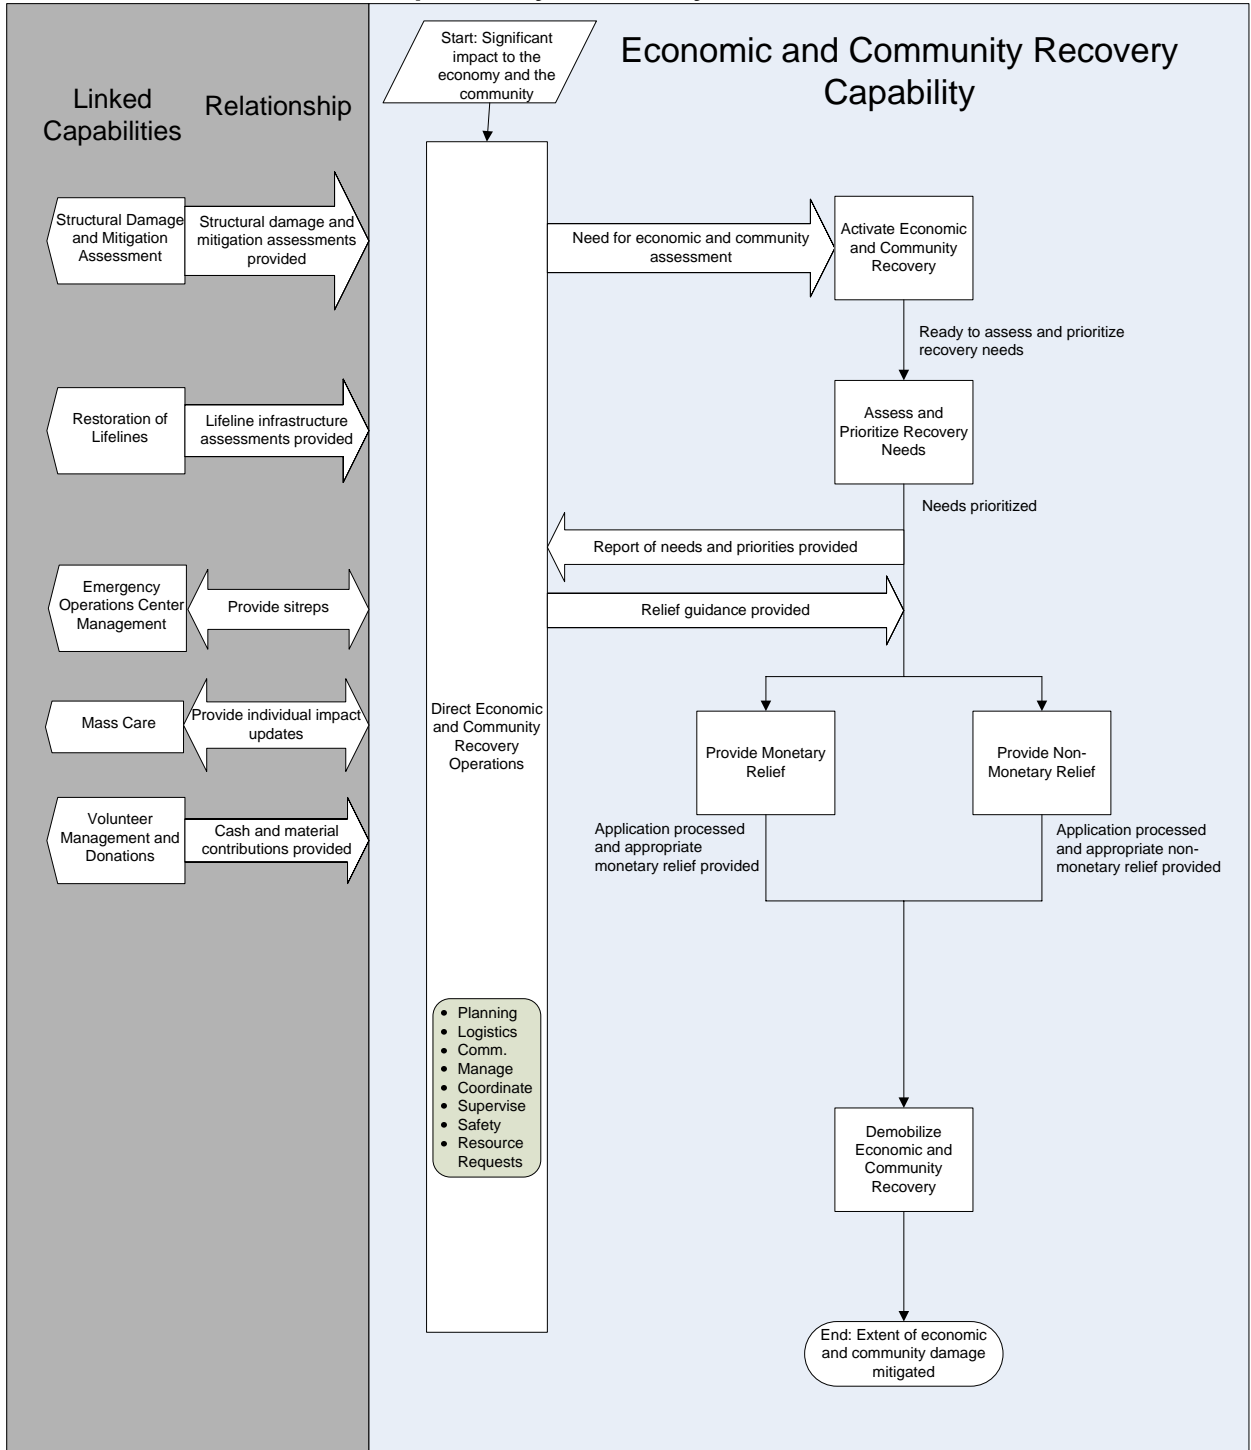 Start: Significant
impact to the
economy and the
community
Economic and Community Recovery
Capability
Linked
Capabilities
Relationship
Structural Damage
and Mitigation
Assessment
Structural damage and
mitigation assessments
provided
Need for economic and community
assessment
Activate Economic
and Community
Recovery
Ready to assess and prioritize
recovery needs
Restoration of
Lifelines
Lifeline infrastructure
assessments provided
Assess and
Prioritize Recovery
Needs
Needs prioritized
Report of needs and priorities provided
Emergency
Operations Center
Management
Provide sitreps
Relief guidance provided
Mass Care
Provide individual impact
updates
Direct Economic
and Community
Recovery
Operations
Provide Monetary
Relief
Provide Non-
Monetary Relief
Volunteer
Management and
Donations
Cash and material
contributions provided
Application processed
and appropriate
monetary relief provided
Application processed
and appropriate non-
monetary relief provided
• Planning
• Logistics
• Comm.
• Manage
• Coordinate
• Supervise
• Safety
• Resource
Requests
Demobilize
Economic and
Community
Recovery
End: Extent of economic
and community damage
mitigated